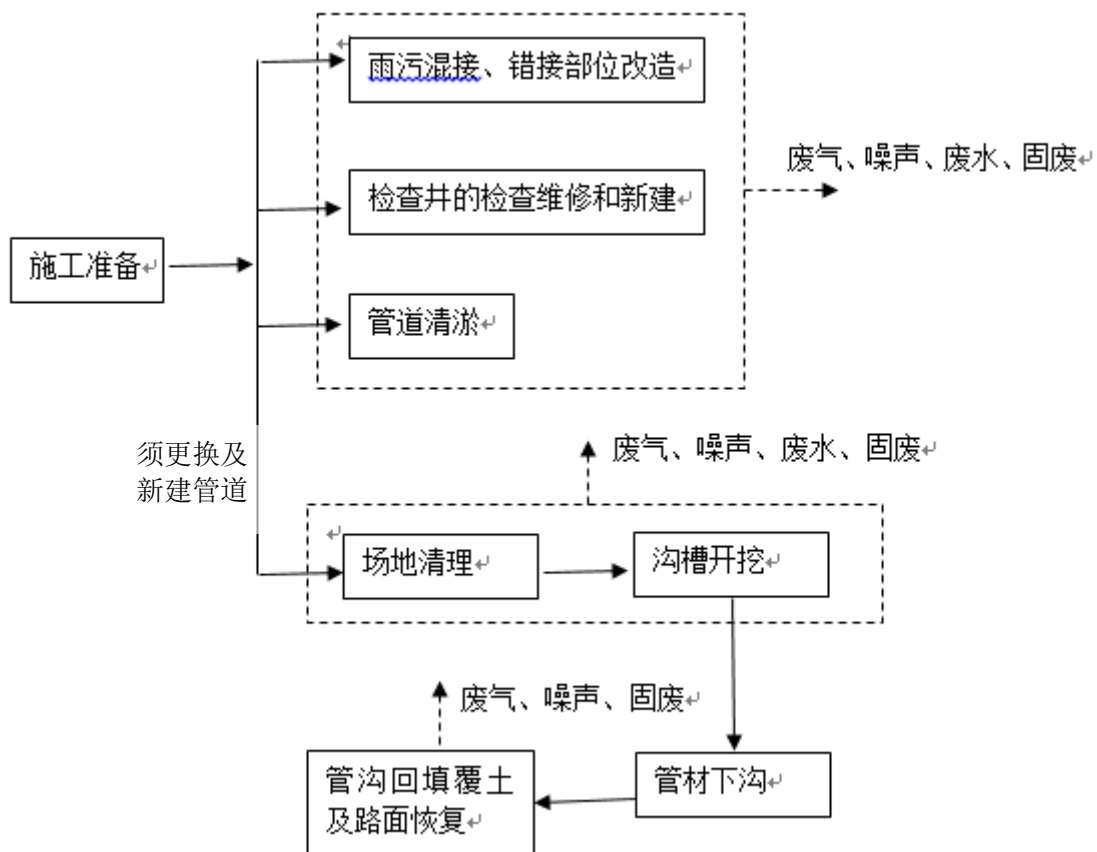 雨污混接、错接部位改造
废气、噪声、废水、固废
检查井的检查维修和新建
施工准备
管道清淤
须更换及
新建管道
废气、噪声、废水、固废
场地清理
沟槽开挖
废气、噪声、固废
管沟回填覆土
及路面恢复
管材下沟